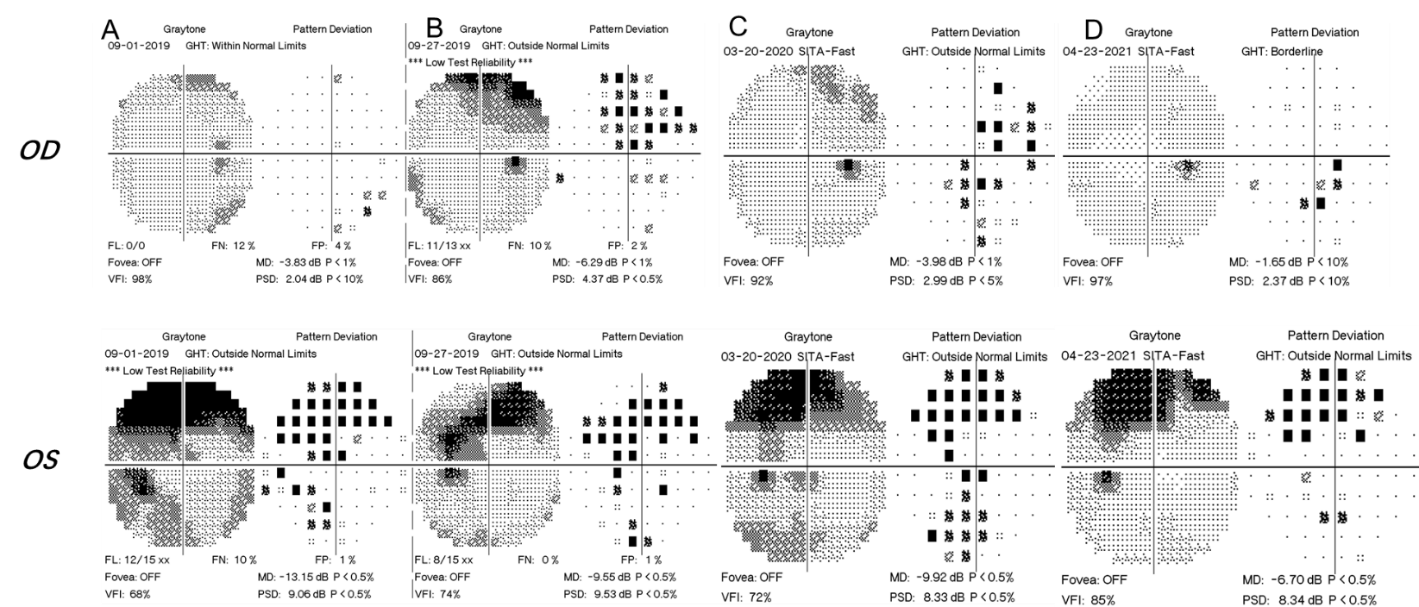 A
Graytone Pattern Deviation
09-01-2019 GHT: Within Normal Limits
FL: 0/0 FN: 12 % FP: 4 %
Fovea: OFF MD: -3.83 dB P < 1%
VFI: 98% PSD: 2.04 dB P < 10%
B
Graytone Pattern Deviation
09-27-2019 GHT: Outside Normal Limits
*** Low Test Reliability ***
FL: 11/13 xx FN: 10 % FP: 2 %
Fovea: OFF MD: -6.29 dB P < 1%
VFI: 86% PSD: 4.37 dB P < 0.5%
C
Graytone Pattern Deviation
03-20-2020 SITA-Fast GHT: Outside Normal Limits
Fovea: OFF MD: -3.98 dB P < 1%
VFI: 92% PSD: 2.99 dB P < 5%
D
Graytone Pattern Deviation
04-23-2021 SITA-Fast GHT: Borderline
Fovea: OFF MD: -1.65 dB P < 10%
VFI: 97% PSD: 2.37 dB P < 10%
OD
Graytone Pattern Deviation
09-01-2019 GHT: Outside Normal Limits
*** Low Test Reliability ***
FL: 12/15 xx FN: 10 % FP: 1 %
Fovea: OFF MD: -13.15 dB P < 0.5%
VFI: 68% PSD: 9.06 dB P < 0.5%
Graytone Pattern Deviation
09-27-2019 GHT: Outside Normal Limits
*** Low Test Reliability ***
FL: 8/15 xx FN: 0 % FP: 1 %
Fovea: OFF MD: -9.55 dB P < 0.5%
VFI: 74% PSD: 9.53 dB P < 0.5%
Graytone Pattern Deviation
03-20-2020 SITA-Fast GHT: Outside Normal Limits
Fovea: OFF MD: -9.92 dB P < 0.5%
VFI: 72% PSD: 8.33 dB P < 0.5%
Graytone Pattern Deviation
04-23-2021 SITA-Fast GHT: Outside Normal Limits
Fovea: OFF MD: -6.70 dB P < 0.5%
VFI: 85% PSD: 8.34 dB P < 0.5%
OS